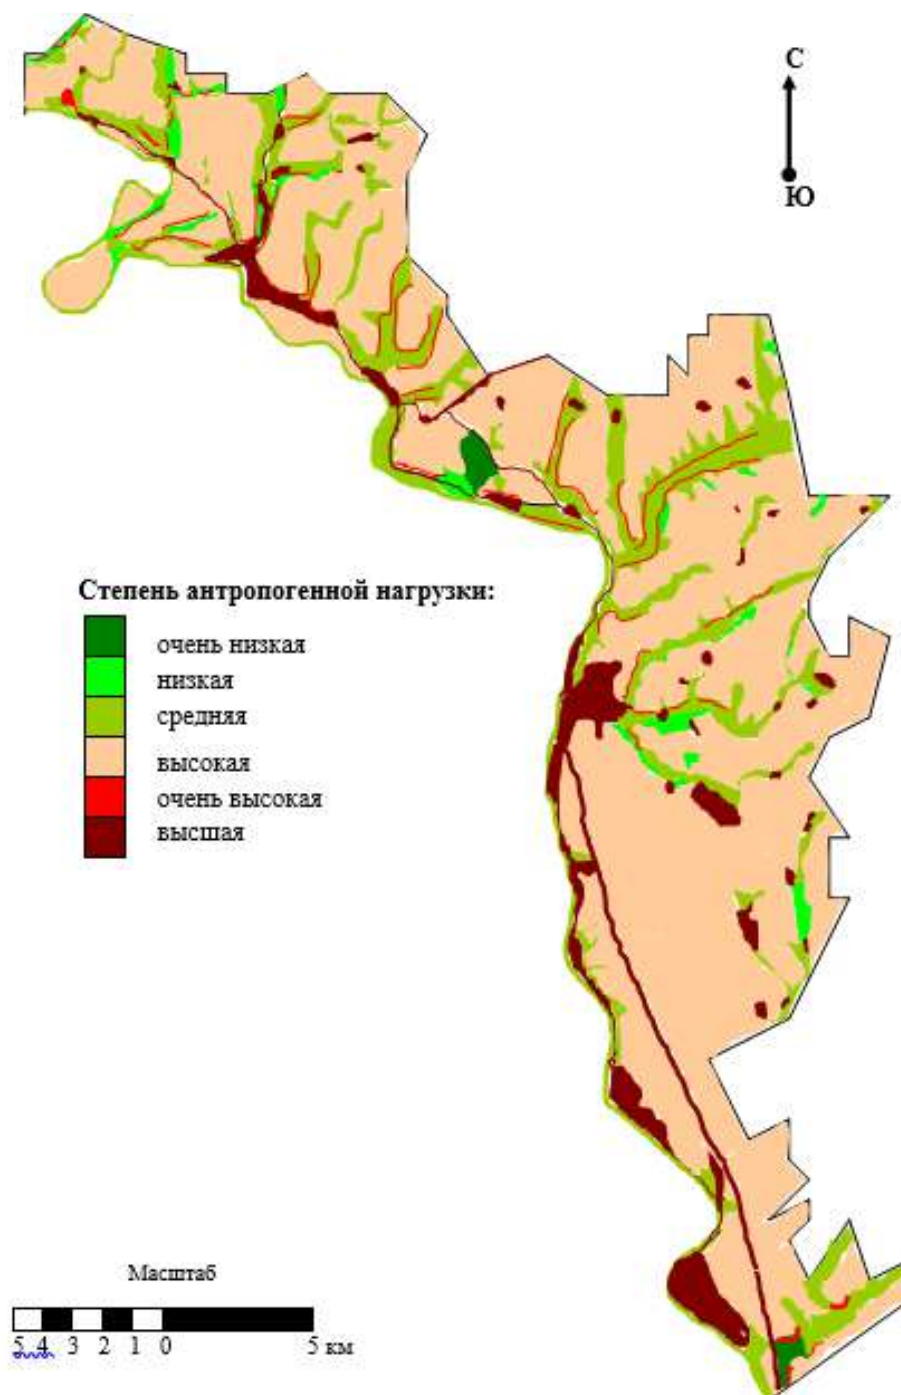 С
Ю
Степень антропогенной нагрузки:
очень низкая
низкая
средняя
высокая
очень высокая
высшая
Масштаб
5 4 3 2 1 0 5 км